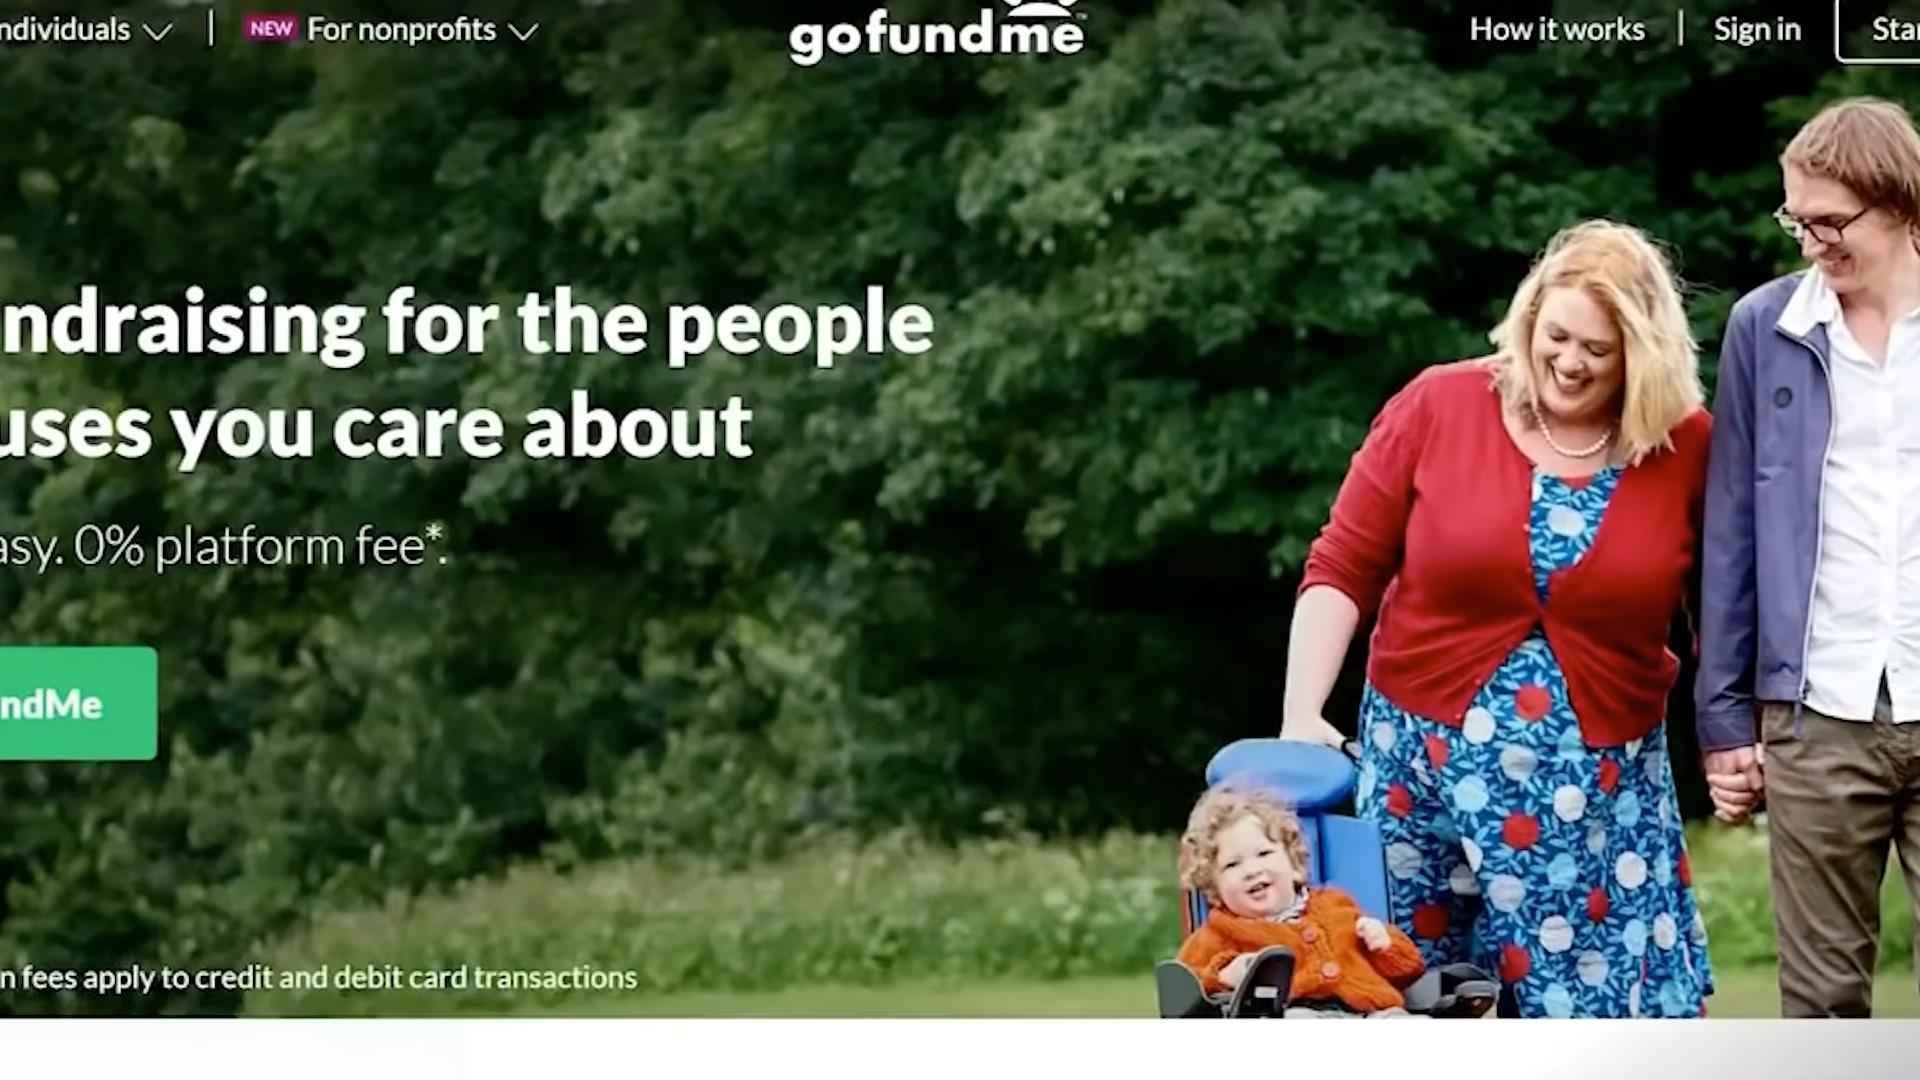 ndividuals | NEW For nonprofits
gofundme
How it works | Sign in
Star
ndraising for the people
uses you care about
asy. 0% platform fee*.
ndMe
n fees apply to credit and debit card transactions